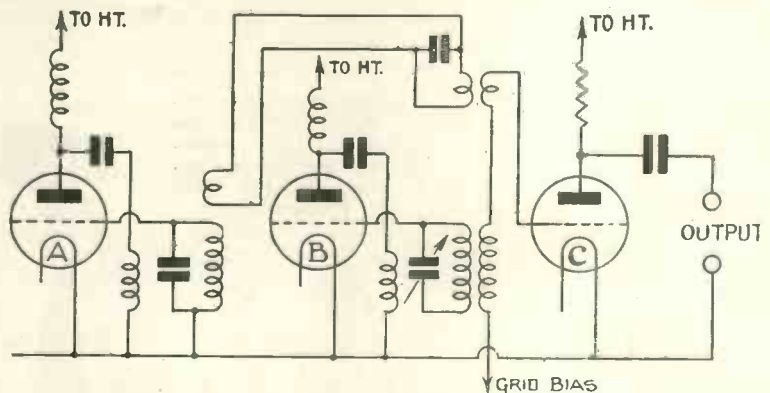 TO HT.
TO HT.
TO HT.
A
B
C
OUTPUT
GRID BIAS